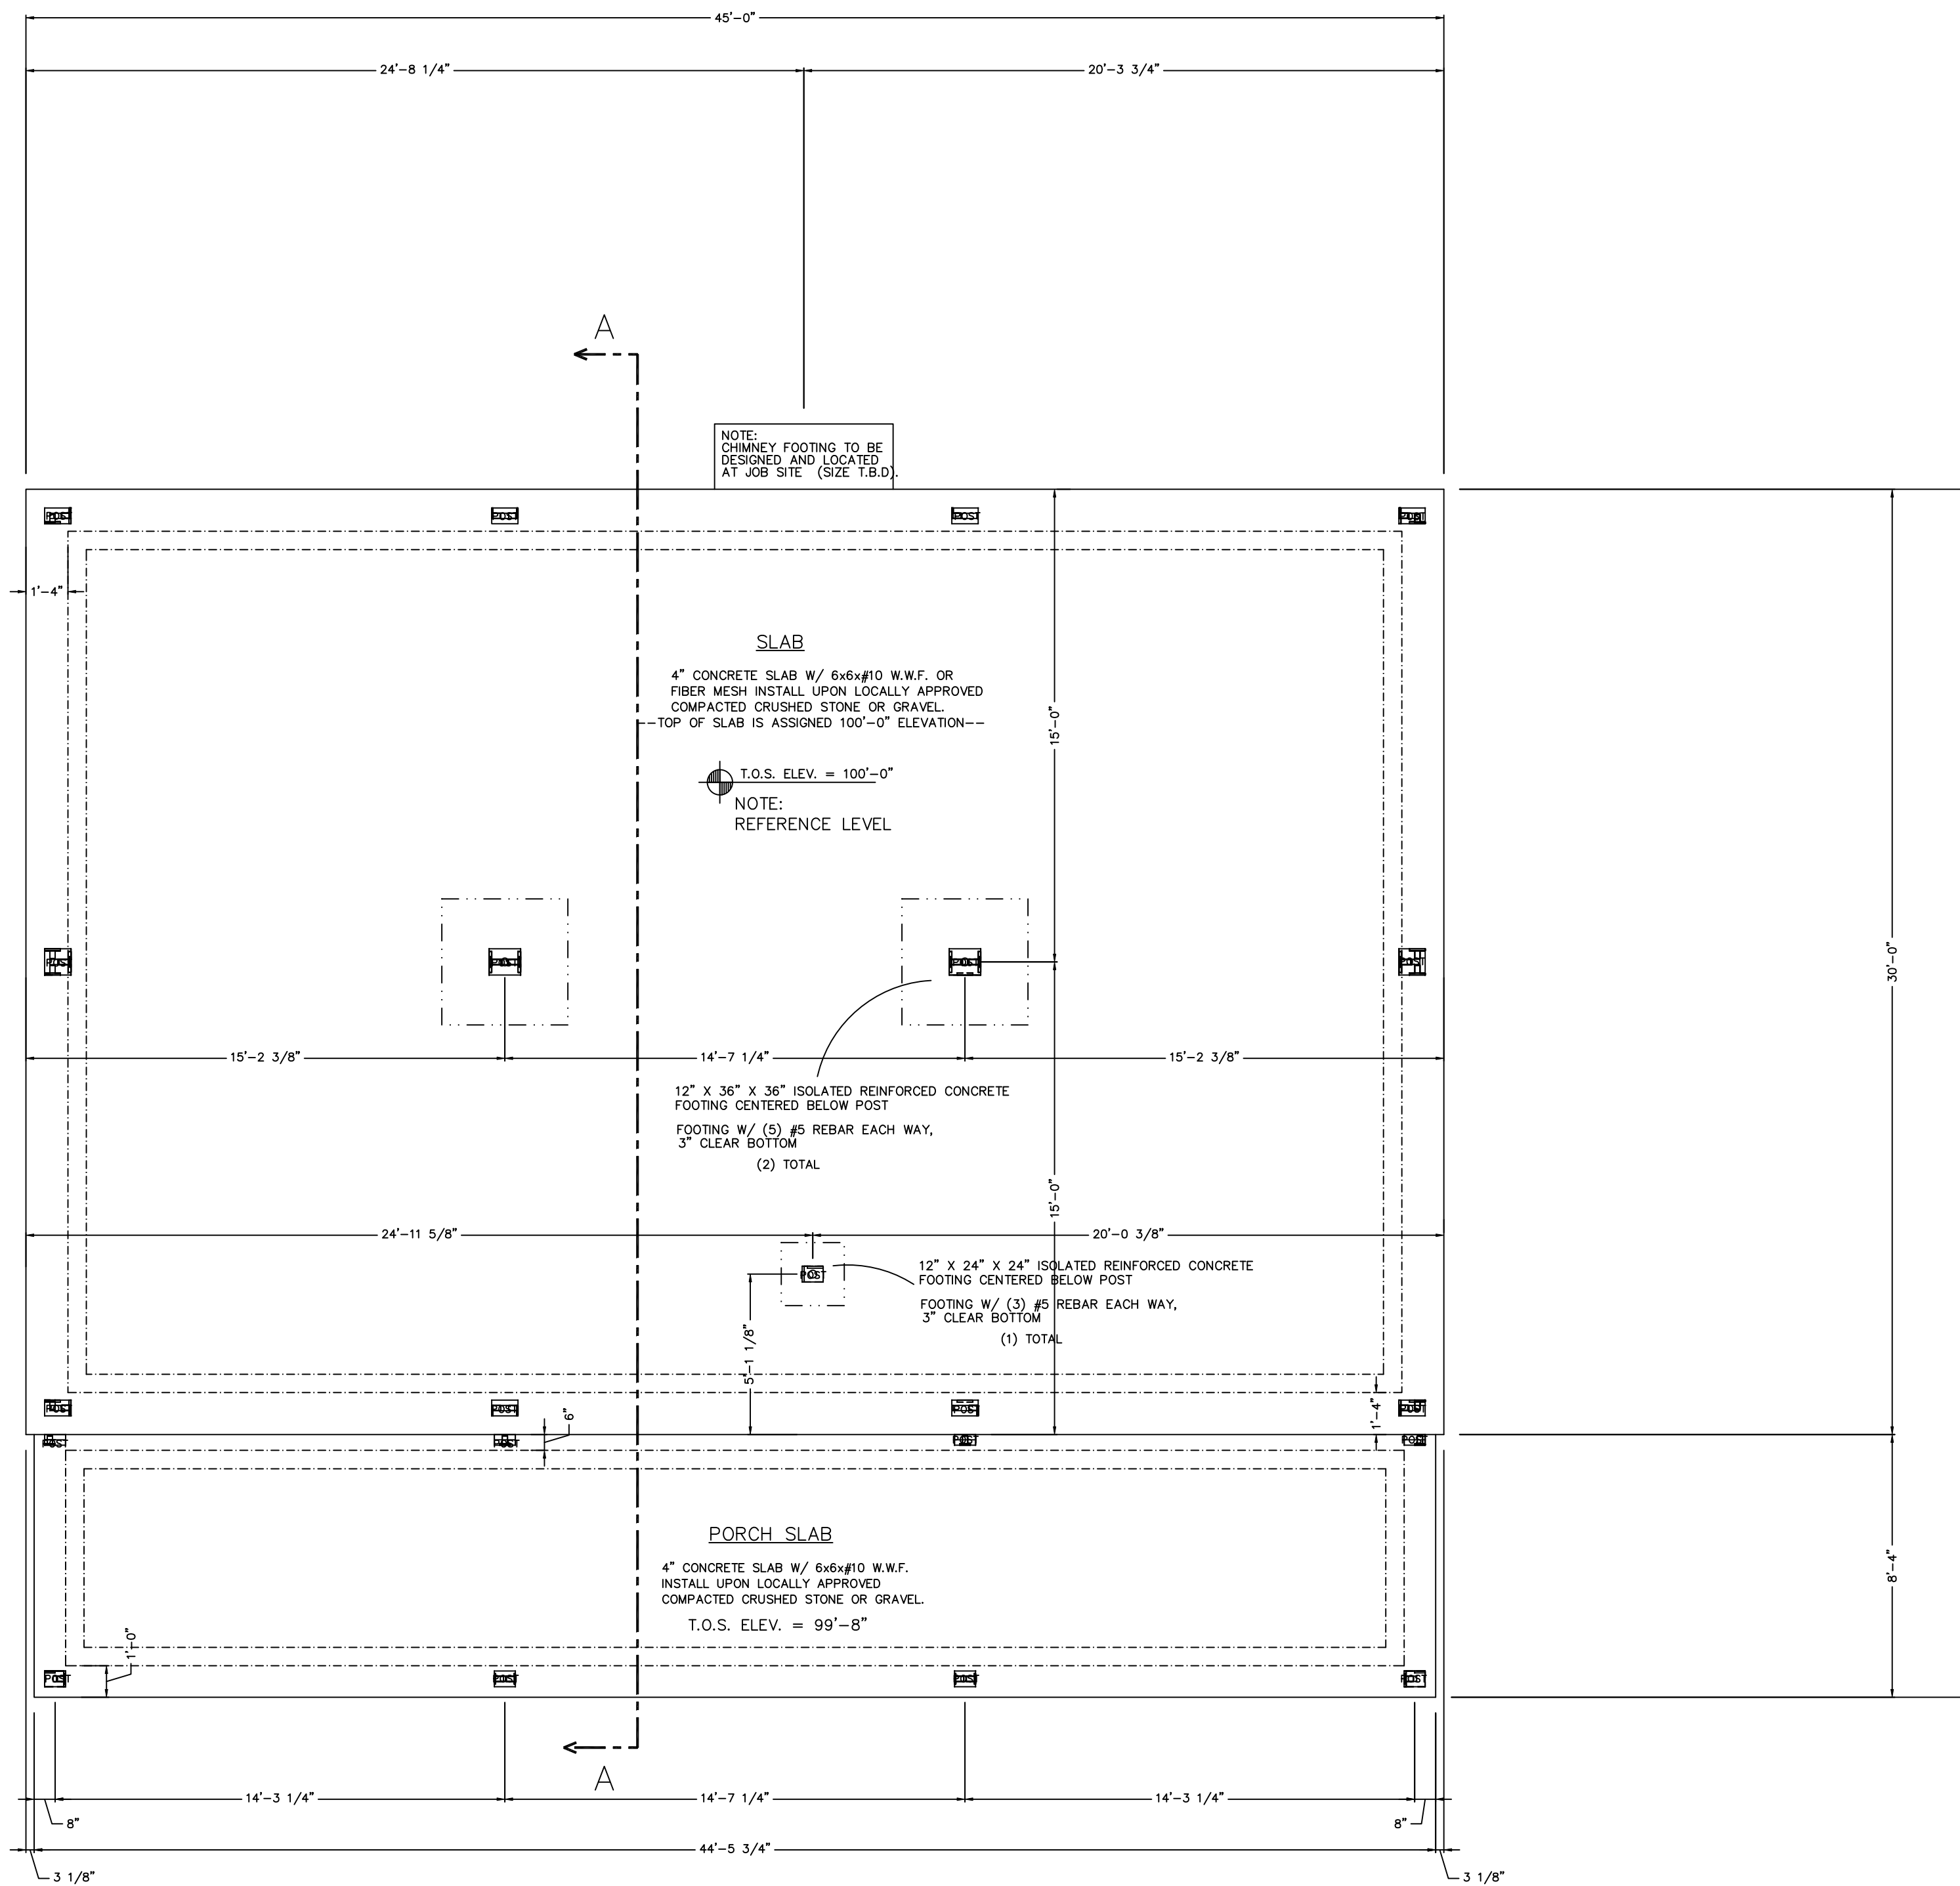 45'-0"
24'-8 1/4"
20'-3 3/4"
A
NOTE:
CHIMNEY FOOTING TO BE
DESIGNED AND LOCATED
AT JOB SITE (SIZE T.B.D).
POST
POST
POST
POST
1'-4"
SLAB
4" CONCRETE SLAB W/ 6x6x#10 W.W.F. OR
FIBER MESH INSTALL UPON LOCALLY APPROVED
COMPACTED CRUSHED STONE OR GRAVEL.
--TOP OF SLAB IS ASSIGNED 100'-0" ELEVATION--
15'-0"
T.O.S. ELEV. = 100'-0"
NOTE:
REFERENCE LEVEL
POST
POST
POST
POST
30'-0"
15'-2 3/8"
14'-7 1/4"
15'-2 3/8"
12" X 36" X 36" ISOLATED REINFORCED CONCRETE
FOOTING CENTERED BELOW POST
FOOTING W/ (5) #5 REBAR EACH WAY,
3" CLEAR BOTTOM
(2) TOTAL
15'-0"
24'-11 5/8"
20'-0 3/8"
POST
12" X 24" X 24" ISOLATED REINFORCED CONCRETE
FOOTING CENTERED BELOW POST
FOOTING W/ (3) #5 REBAR EACH WAY,
3" CLEAR BOTTOM
(1) TOTAL
5'-1 1/8"
POST
POST
POST
POST
6"
1'-4"
POST
POST
POST
POST
PORCH SLAB
4" CONCRETE SLAB W/ 6x6x#10 W.W.F.
INSTALL UPON LOCALLY APPROVED
COMPACTED CRUSHED STONE OR GRAVEL.
T.O.S. ELEV. = 99'-8"
8'-4"
1'-0"
POST
POST
POST
POST
A
14'-3 1/4"
14'-7 1/4"
14'-3 1/4"
8"
8"
44'-5 3/4"
3 1/8"
3 1/8"